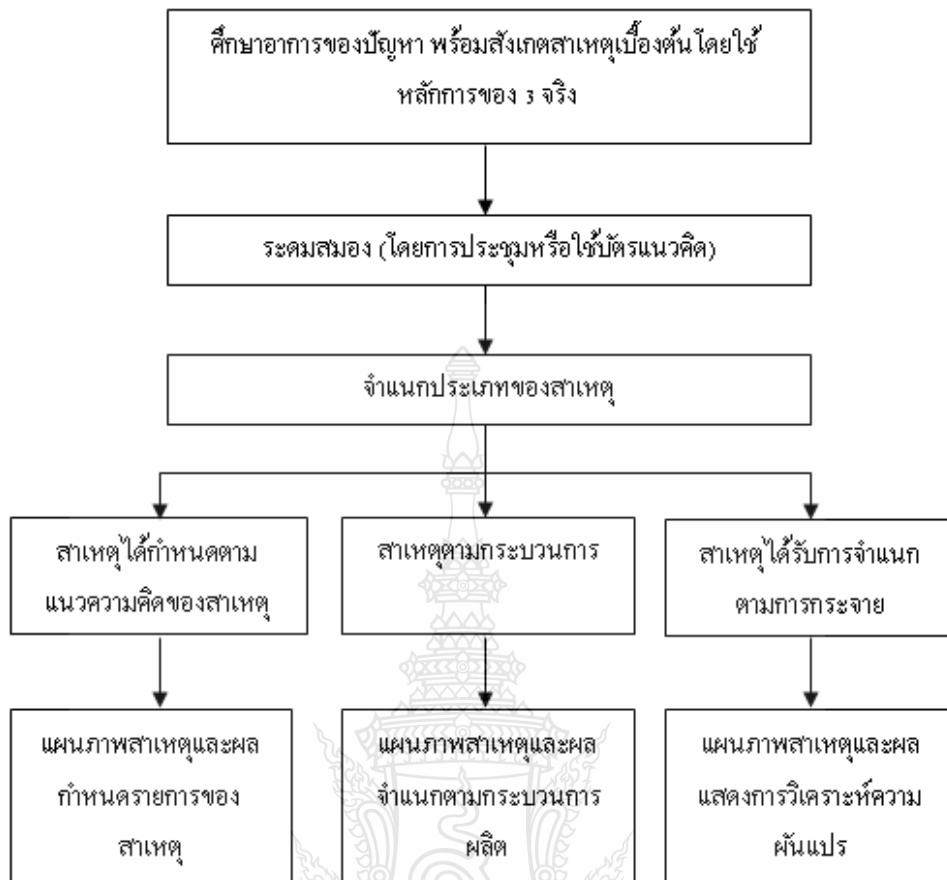 ศึกษาอาการของปัญหา พร้อมสังเกตสาเหตุเบื้องต้นโดยใช้
หลักการของ 3 จริง
ระดมสมอง (โดยการประชุมหรือใช้บัตรแนวคิด)
จำแนกประเภทของสาเหตุ
สาเหตุได้กำหนดตาม
แนวความคิดของสาเหตุ
สาเหตุตามกระบวนการ
สาเหตุได้รับการจำแนก
ตามการกระจาย
แผนภาพสาเหตุและผล
กำหนดรายการของ
สาเหตุ
แผนภาพสาเหตุและผล
จำแนกตามกระบวนการ
ผลิต
แผนภาพสาเหตุและผล
แสดงการวิเคราะห์ความ
ผันแปร